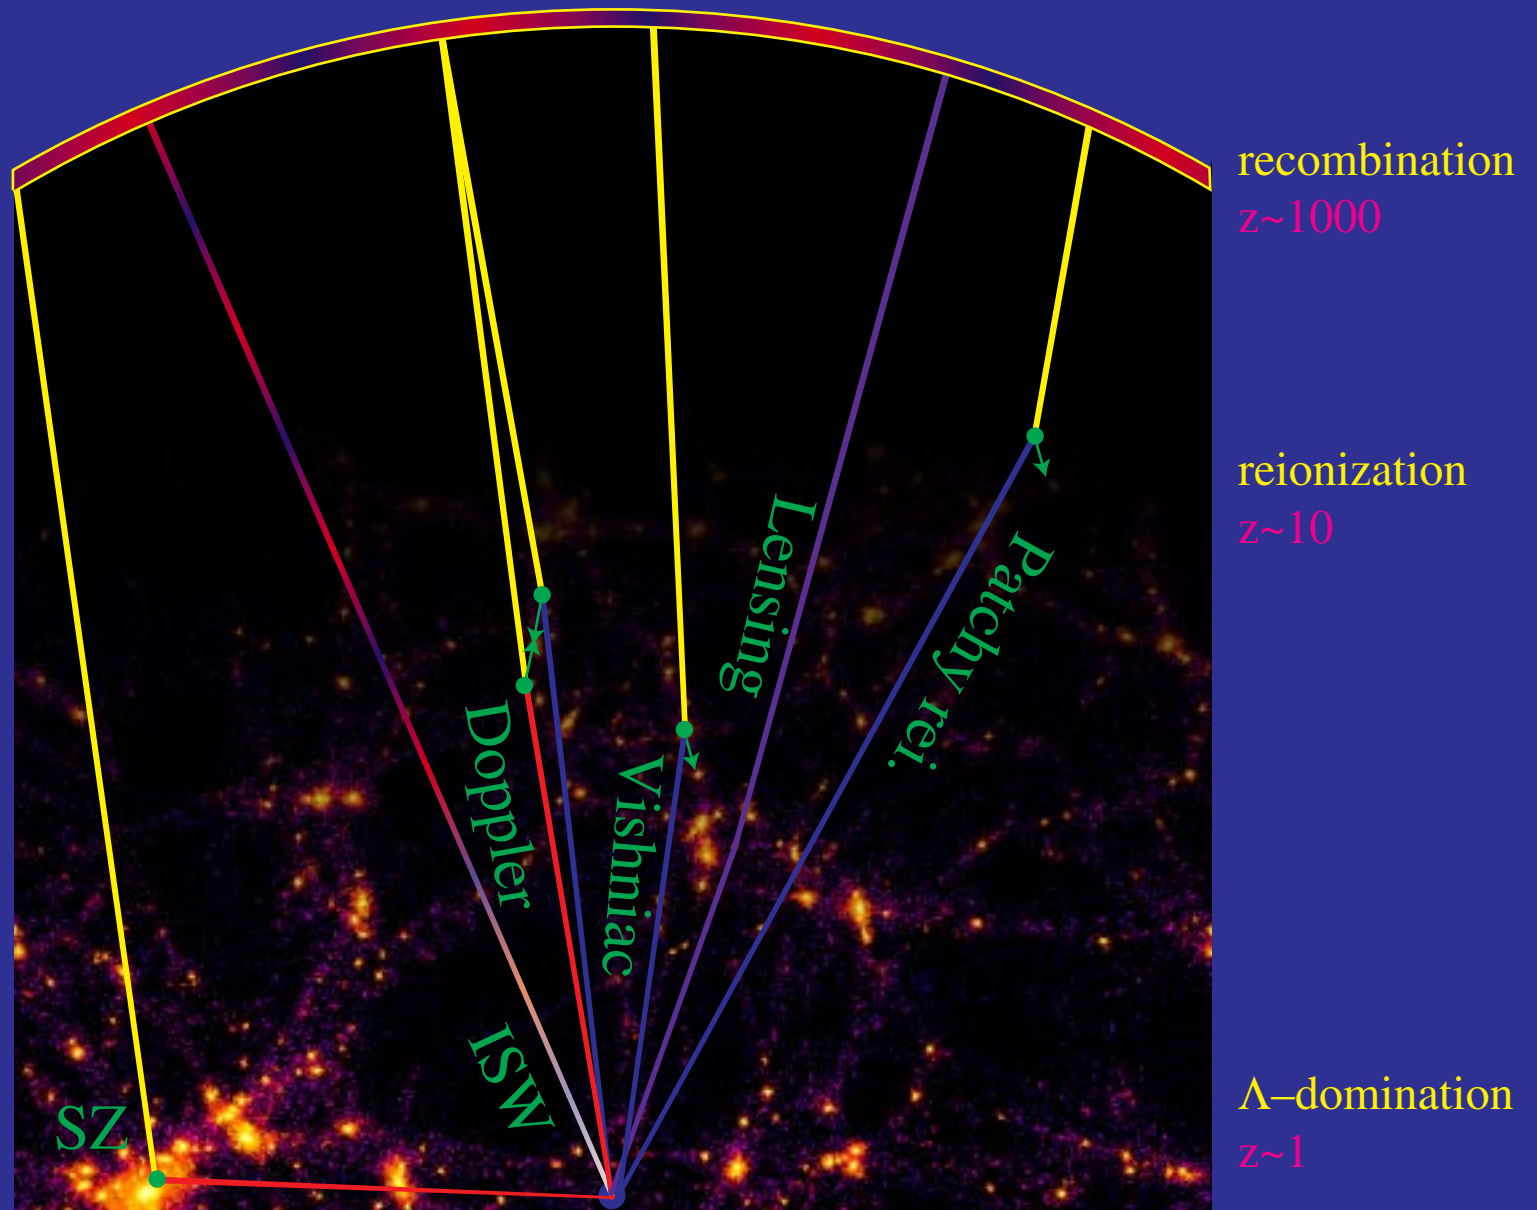 recombination
z~1000
reionization
z~10
Λ–domination
z~1
SZ
ISW
Doppler
Vishniac
Lensing
Patchy rei.